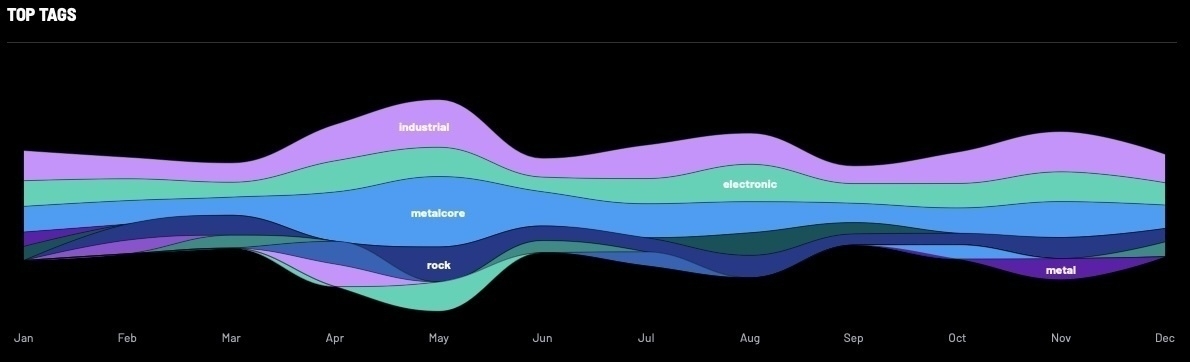 TOP TAGS
industrial
electronic
metalcore
rock
metal
Jan Feb Mar Apr May Jun Jul Aug Sep Oct Nov Dec